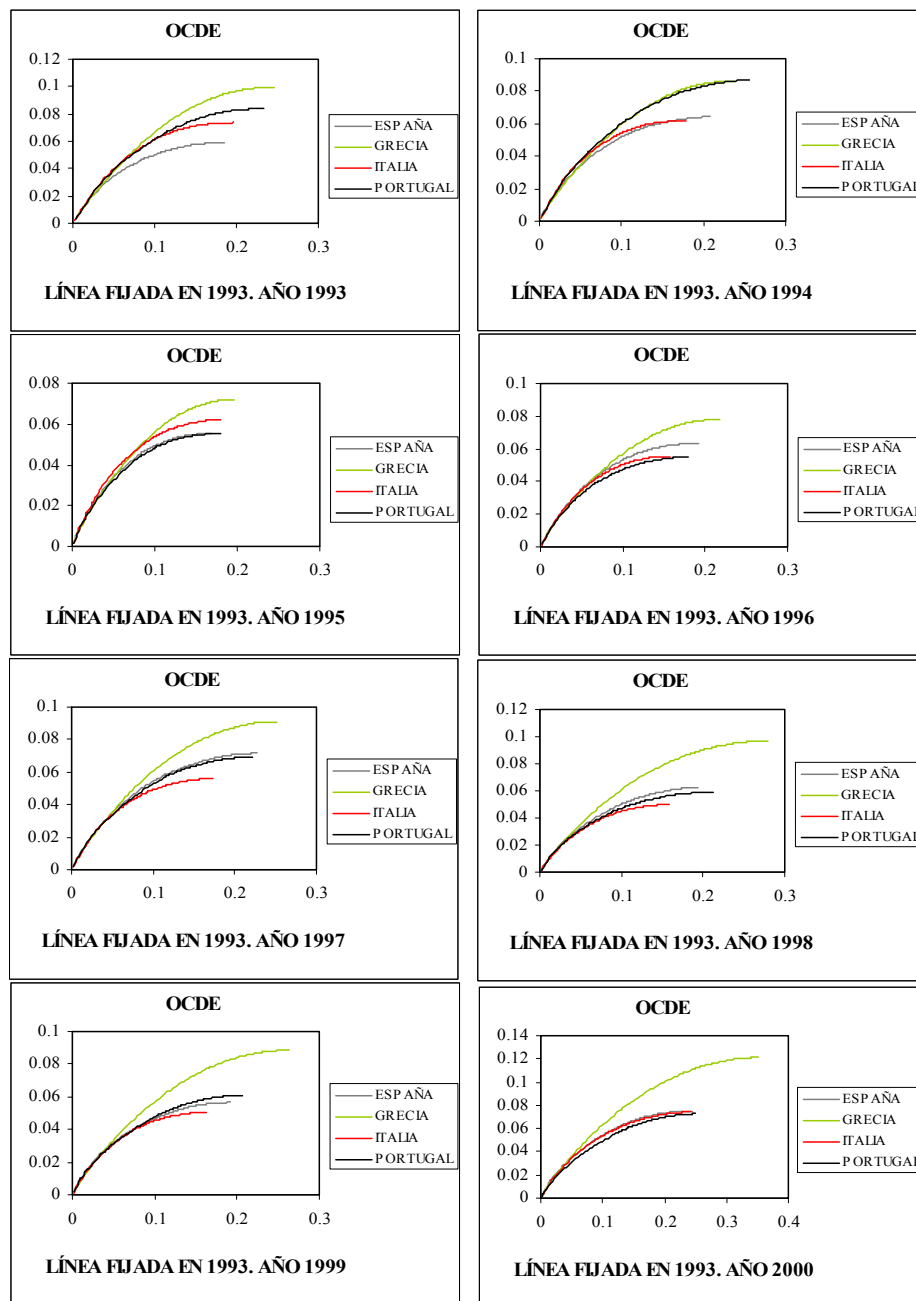 OCDE
0.12
0.1
0.08
0.06
0.04
0.02
0
0 0.1 0.2 0.3
ESPAÑA
GRECIA
ITALIA
PORTUGAL
LÍNEA FIJADA EN 1993. AÑO 1993
OCDE
0.12
0.1
0.08
0.06
0.04
0.02
0
0 0.1 0.2 0.3
ESPAÑA
GRECIA
ITALIA
PORTUGAL
LÍNEA FIJADA EN 1993. AÑO 1994
OCDE
0.08
0.06
0.04
0.02
0
0 0.1 0.2 0.3
ESPAÑA
GRECIA
ITALIA
PORTUGAL
LÍNEA FIJADA EN 1993. AÑO 1995
OCDE
0.1
0.08
0.06
0.04
0.02
0
0 0.1 0.2 0.3
ESPAÑA
GRECIA
ITALIA
PORTUGAL
LÍNEA FIJADA EN 1993. AÑO 1996
OCDE
0.1
0.08
0.06
0.04
0.02
0
0 0.1 0.2 0.3
ESPAÑA
GRECIA
ITALIA
PORTUGAL
LÍNEA FIJADA EN 1993. AÑO 1997
OCDE
0.12
0.1
0.08
0.06
0.04
0.02
0
0 0.1 0.2 0.3
ESPAÑA
GRECIA
ITALIA
PORTUGAL
LÍNEA FIJADA EN 1993. AÑO 1998
OCDE
0.1
0.08
0.06
0.04
0.02
0
0 0.1 0.2 0.3
ESPAÑA
GRECIA
ITALIA
PORTUGAL
LÍNEA FIJADA EN 1993. AÑO 1999
OCDE
0.14
0.12
0.1
0.08
0.06
0.04
0.02
0
0 0.1 0.2 0.3 0.4
ESPAÑA
GRECIA
ITALIA
PORTUGAL
LÍNEA FIJADA EN 1993. AÑO 2000